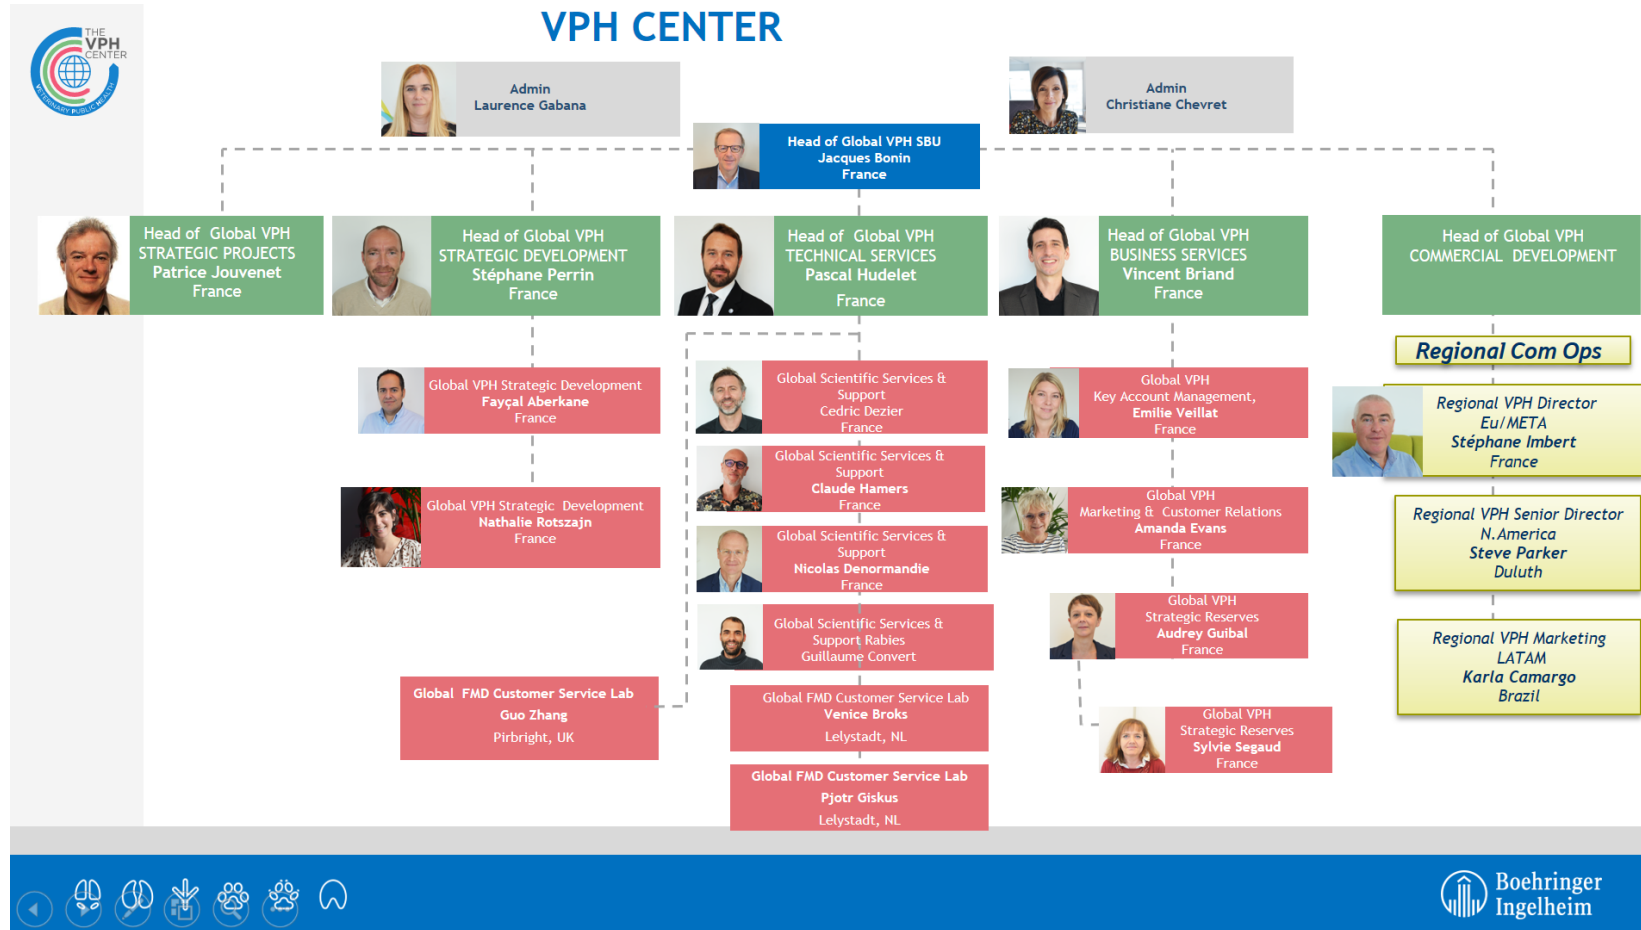 VPH CENTER
THE
VPH
CENTER
VETERINARY PUBLIC HEALTH
Admin
Laurence Gabana
Admin
Christiane Chevret
Head of Global VPH SBU
Jacques Bonin
France
Head of Global VPH
STRATEGIC PROJECTS
Patrice Jouvenet
France
Head of Global VPH
STRATEGIC DEVELOPMENT
Stéphane Perrin
France
Head of Global VPH
TECHNICAL SERVICES
Pascal Hudelet
France
Head of Global VPH
BUSINESS SERVICES
Vincent Briand
France
Head of Global VPH
COMMERCIAL DEVELOPMENT
Global VPH Strategic Development
Fayçal Aberkane
France
Global VPH Strategic Development
Nathalie Rotszajn
France
Global Scientific Services &
Support
Cedric Dezier
France
Global Scientific Services &
Support
Claude Hamers
France
Global Scientific Services &
Support
Nicolas Denormandie
France
Global Scientific Services &
Support Rabies
Guillaume Convert
Global FMD Customer Service Lab
Guo Zhang
Pirbright, UK
Global FMD Customer Service Lab
Venice Broks
Lelystadt, NL
Global FMD Customer Service Lab
Pjotr Giskus
Lelystadt, NL
Global VPH
Key Account Management,
Emilie Veillat
France
Global VPH
Marketing & Customer Relations
Amanda Evans
France
Global VPH
Strategic Reserves
Audrey Guibal
France
Global VPH
Strategic Reserves
Sylvie Segaud
France
Regional Com Ops
Regional VPH Director
Eu/META
Stéphane Imbert
France
Regional VPH Senior Director
N.America
Steve Parker
Duluth
Regional VPH Marketing
LATAM
Karla Camargo
Brazil
Boehringer
Ingelheim